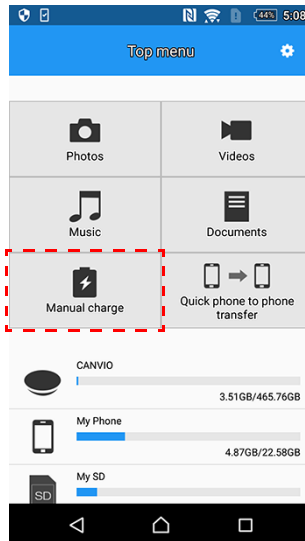 44% 5:08
Top menu
Photos
Videos
Music
Documents
Manual charge
Quick phone to phone
transfer
CANVIO
3.51GB/465.76GB
My Phone
4.87GB/22.58GB
My SD
SD